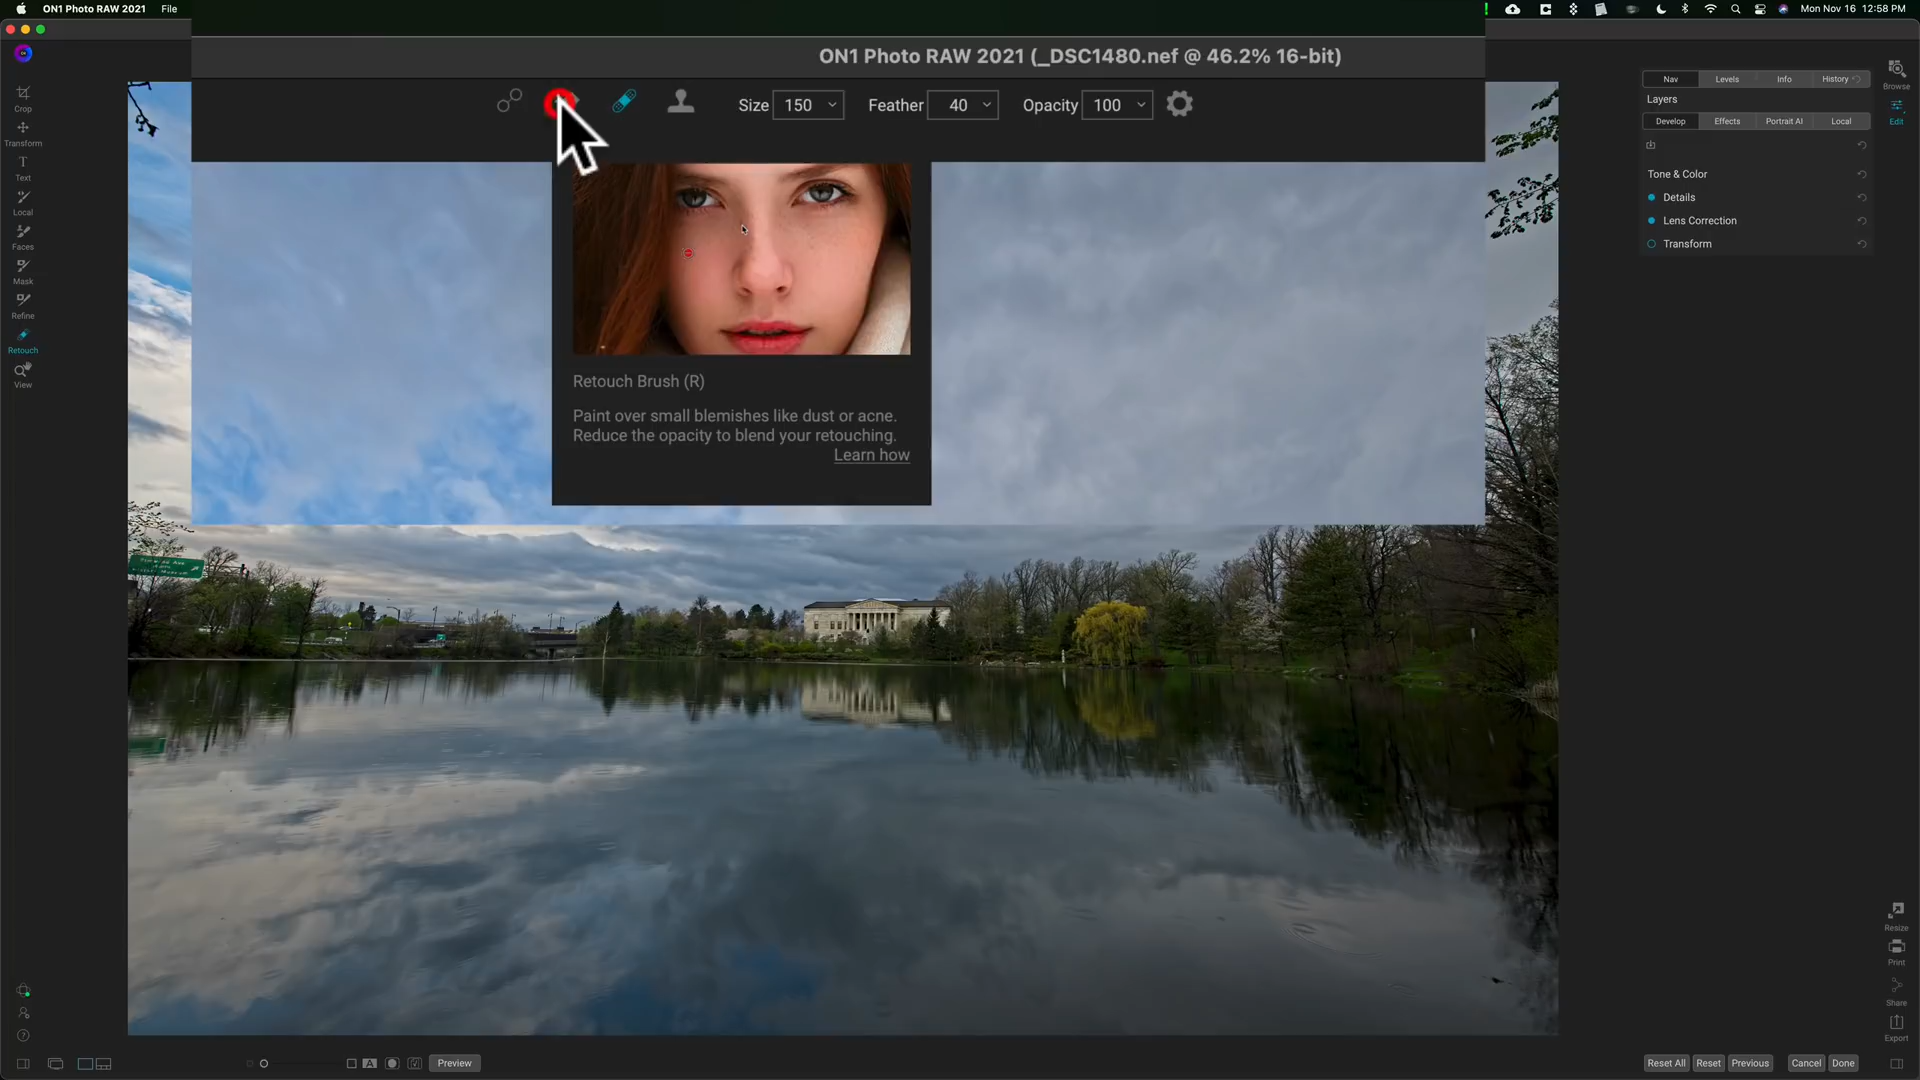 ON1 Photo RAW 2021 File
Mon Nov 16 12:58 PM
ON1 Photo RAW 2021 (_DSC1480.nef @ 46.2% 16-bit)
Size 150 Feather 40 Opacity 100
Crop
Transform
Text
Local
Faces
Mask
Refine
Retouch
View
Retouch Brush (R)
Paint over small blemishes like dust or acne.
Reduce the opacity to blend your retouching.
Learn how
Nav Levels Info History
Layers
Develop Effects Portrait AI Local
Tone & Color
Details
Lens Correction
Transform
Browse
Edit
Resize
Print
Share
Export
A
Preview
Reset All Reset Previous Cancel Done